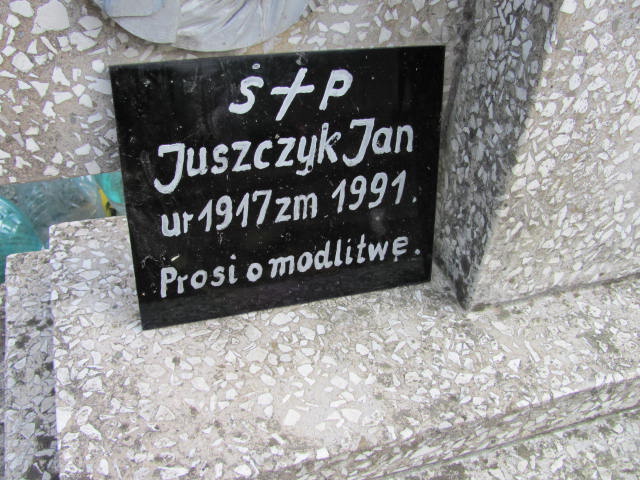 Ś + P
Juszczyk Jan
ur 1917 zm 1991.
Prosi o modlitwę.